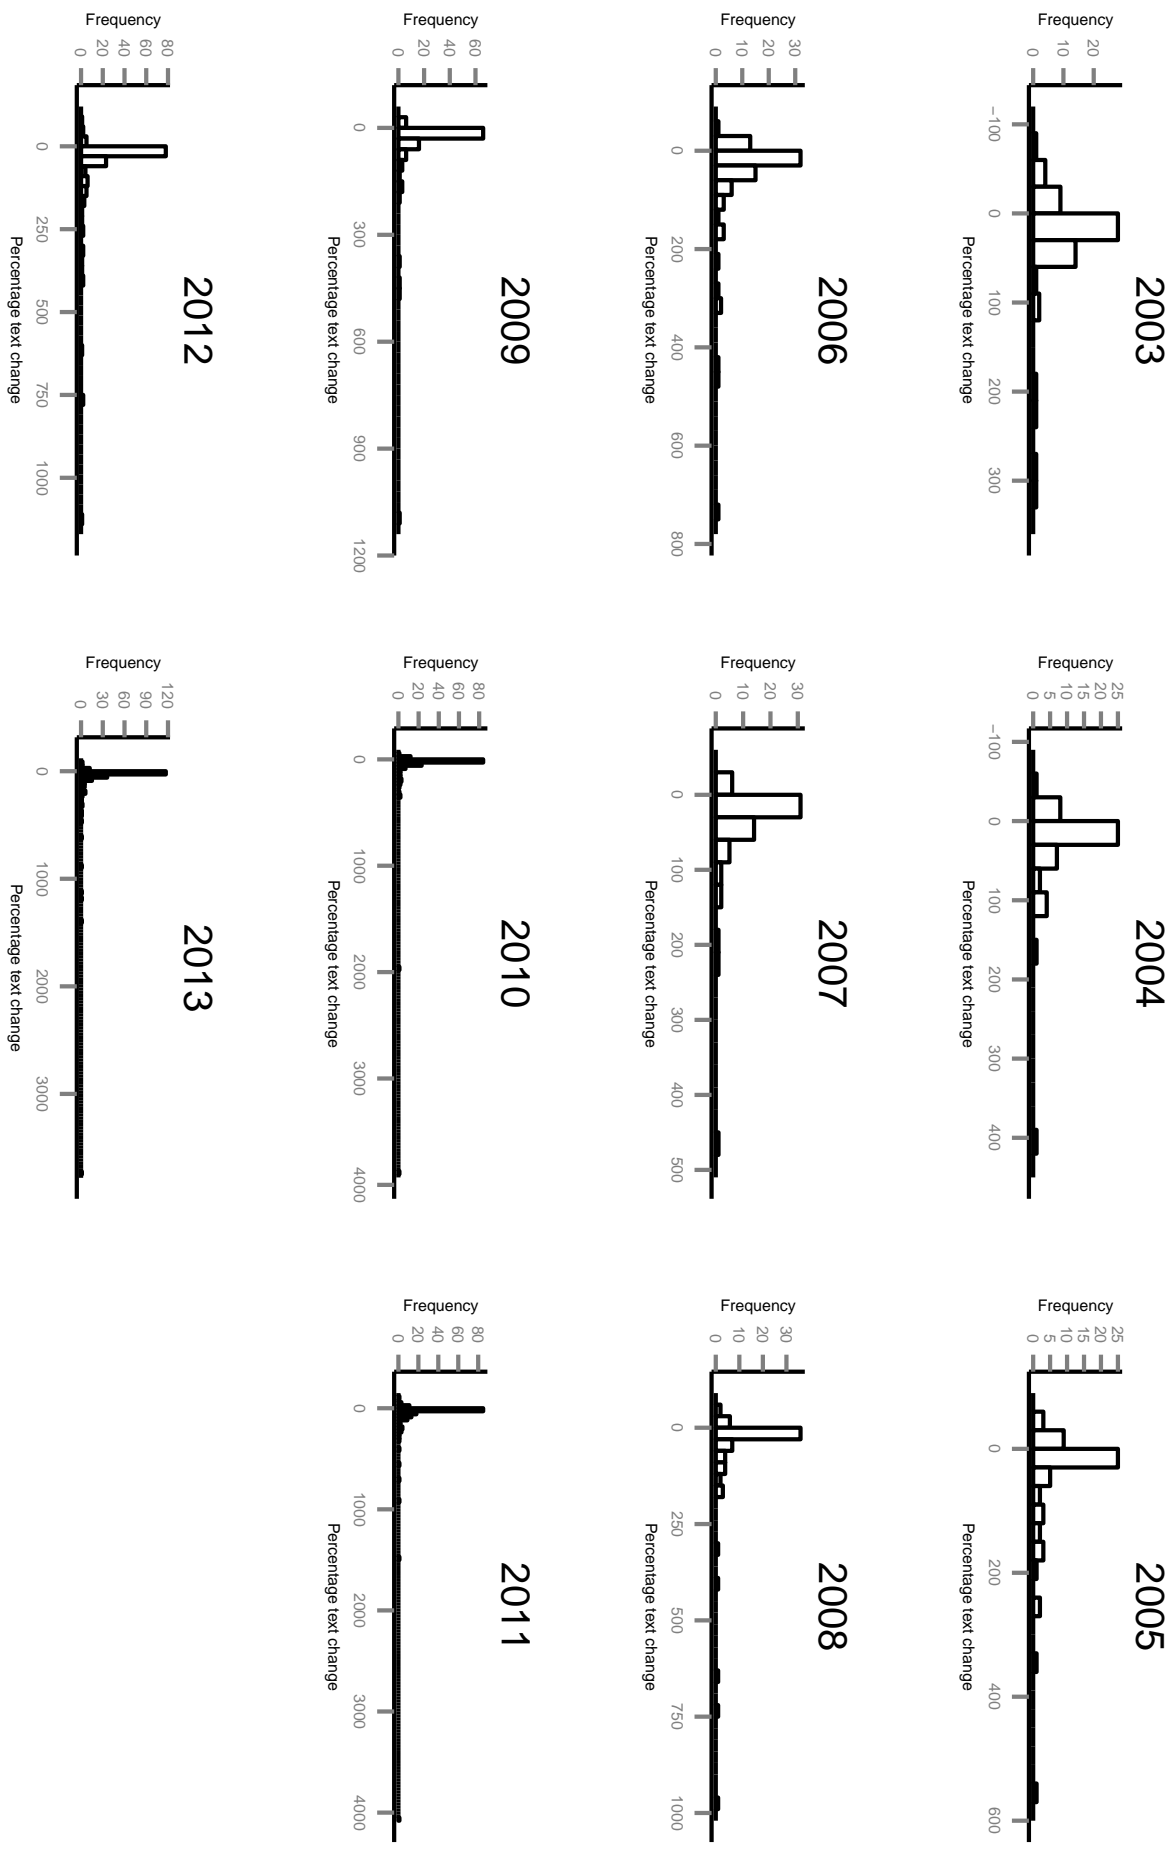 2003
Frequency
0 10 20
−100 0 100 200 300
Percentage text change
2004
Frequency
0 5 10 15 20 25
−100 0 100 200 300 400
Percentage text change
2005
Frequency
0 5 10 15 20 25
0 200 400 600
Percentage text change
2006
Frequency
0 10 20 30
0 200 400 600 800
Percentage text change
2007
Frequency
0 10 20 30
0 100 200 300 400 500
Percentage text change
2008
Frequency
0 10 20 30
0 250 500 750 1000
Percentage text change
2009
Frequency
0 20 40 60
0 300 600 900 1200
Percentage text change
2010
Frequency
0 20 40 60 80
0 1000 2000 3000 4000
Percentage text change
2011
Frequency
0 20 40 60 80
0 1000 2000 3000 4000
Percentage text change
2012
Frequency
0 20 40 60 80
0 250 500 750 1000
Percentage text change
2013
Frequency
0 30 60 90 120
0 1000 2000 3000
Percentage text change